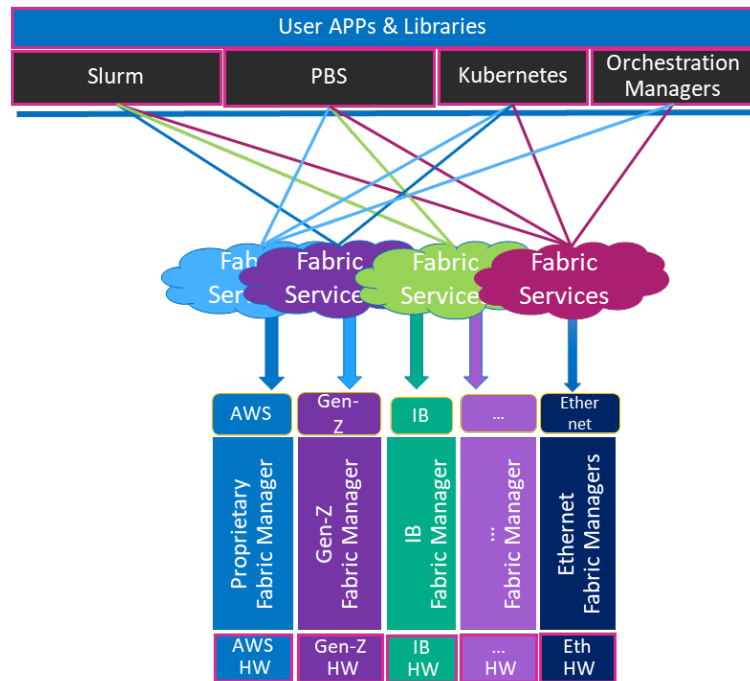 User APPs & Libraries
Slurm
PBS
Kubernetes
Orchestration
Managers
Fabric
Services
Fabric
Services
Fabric
Services
AWS
Gen-
Z
IB
...
Ether
net
Proprietary
Fabric Manager
Gen-Z
Fabric Manager
IB
Fabric Manager
...
Fabric Manager
Ethernet
Fabric Managers
AWS
HW
Gen-Z
HW
IB
HW
...
HW
Eth
HW